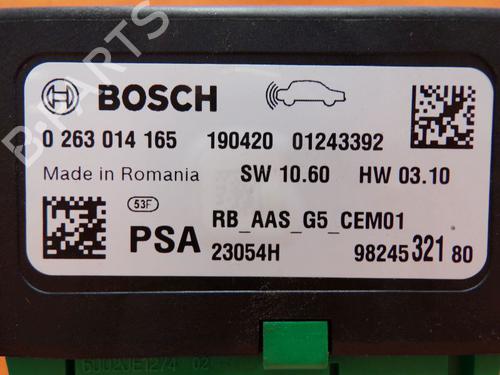 BOSCH
0 263 014 165 190420 01243392
Made in Romania SW 10.60 HW 03.10
53F RB_AAS_G5_CEM01
PSA 23054H 98245 321 80
B-PARTS